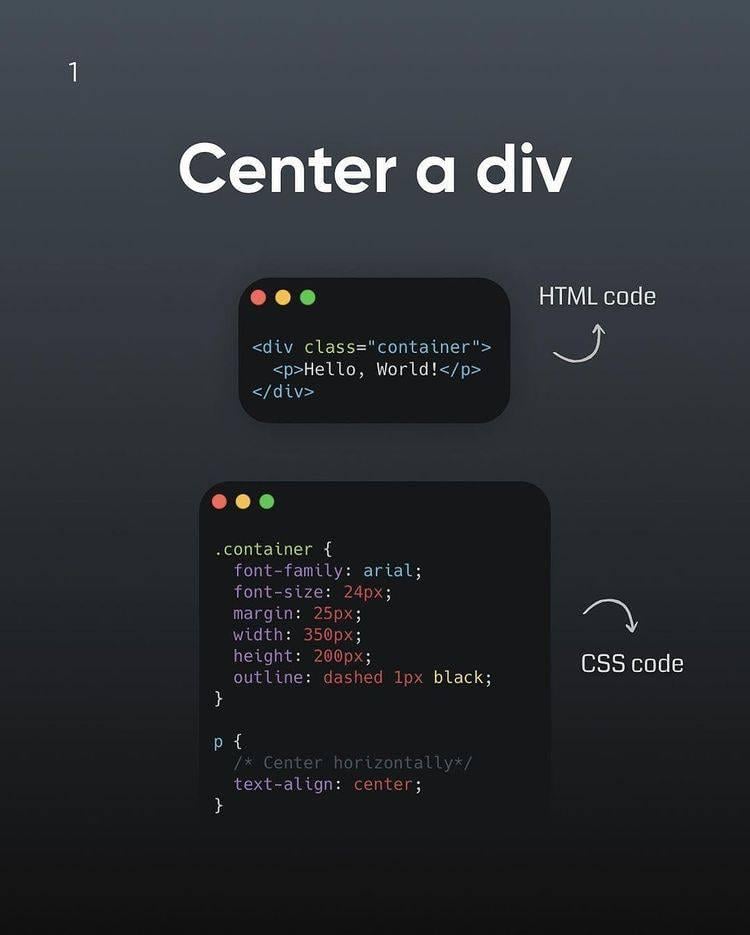 1
Center a div
HTML code
<div class="container">
  <p>Hello, World!</p>
</div>
.container {
  font-family: arial;
  font-size: 24px;
  margin: 25px;
  width: 350px;
  height: 200px;
  outline: dashed 1px black;
}

p {
  /* Center horizontally*/
  text-align: center;
}
CSS code